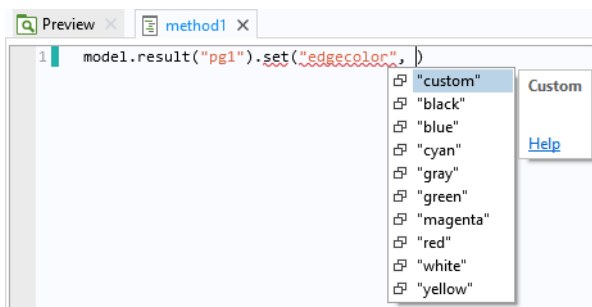 Preview
method1
1 model.result("pg1").set("edgecolor", )
"custom"
"black"
"blue"
"cyan"
"gray"
"green"
"magenta"
"red"
"white"
"yellow"
Custom
Help